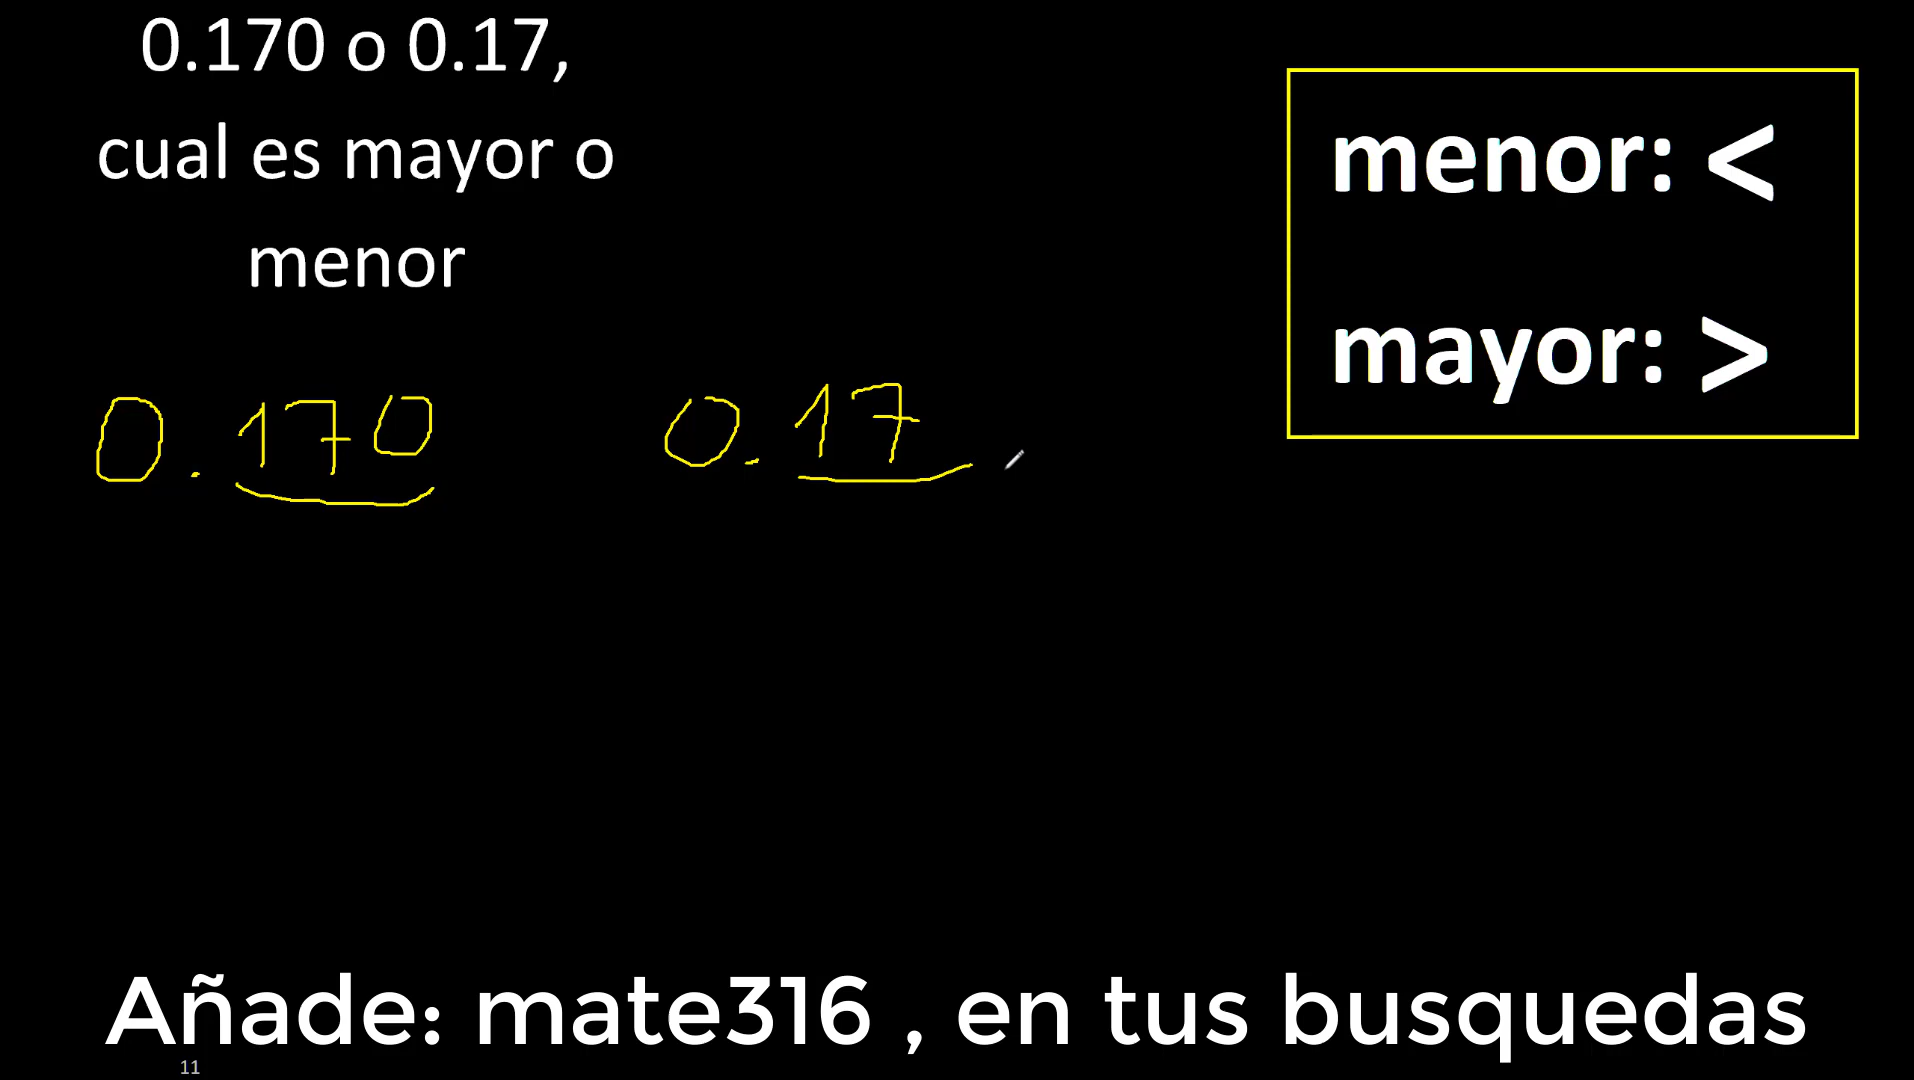 0.170 o 0.17,
cual es mayor o
menor
menor: <
mayor: >
0.170 0.17
Añade: mate316 , en tus busquedas
11